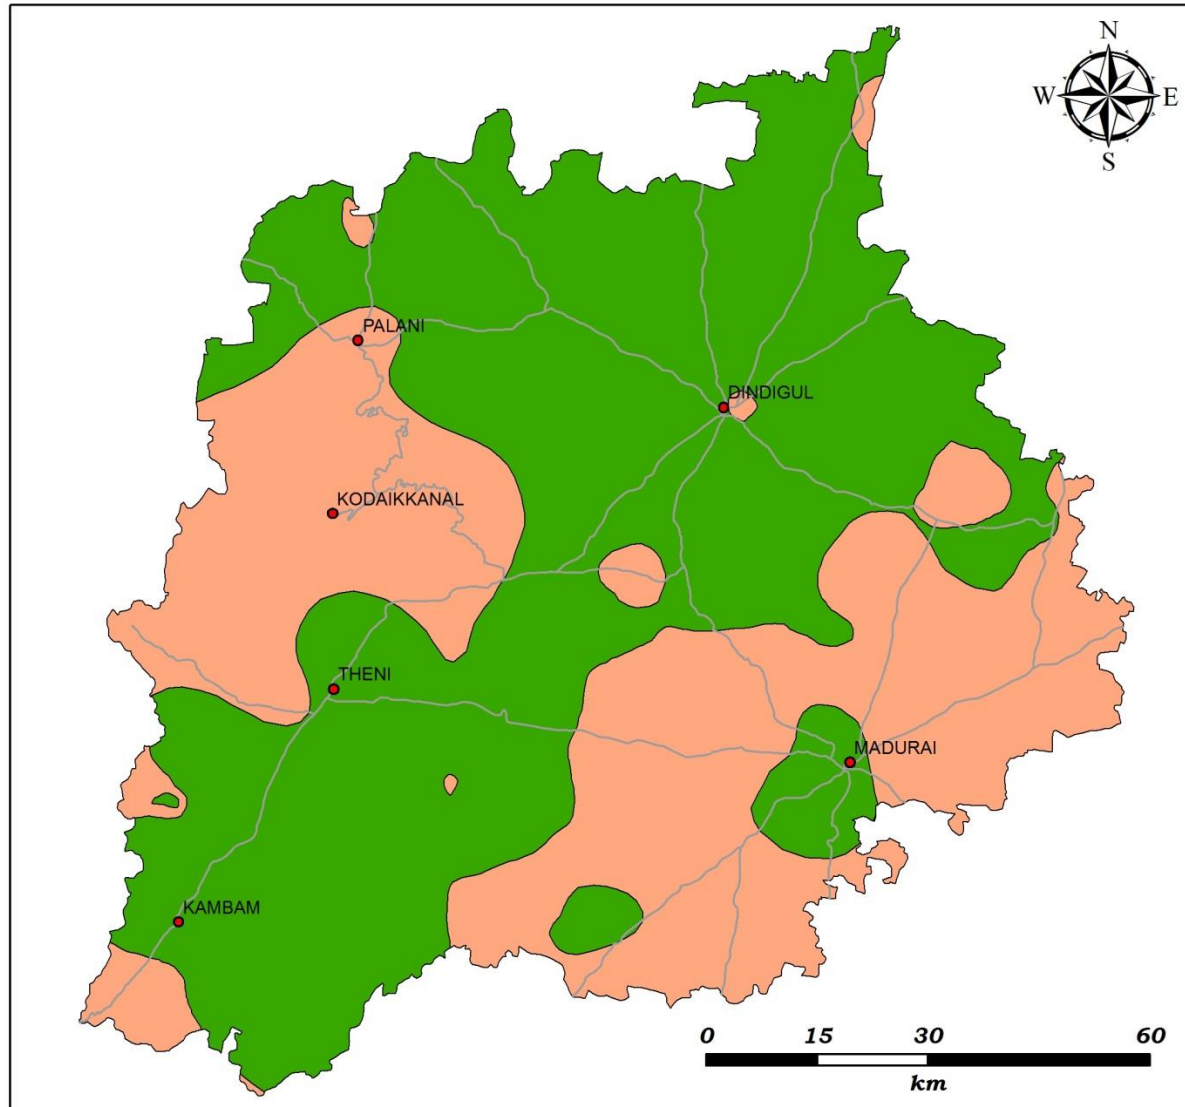 N
W E
S
PALANI
DINDIGUL
KODAIKKANAL
THENI
MADURAI
KAMBAM
0 15 30 60
km